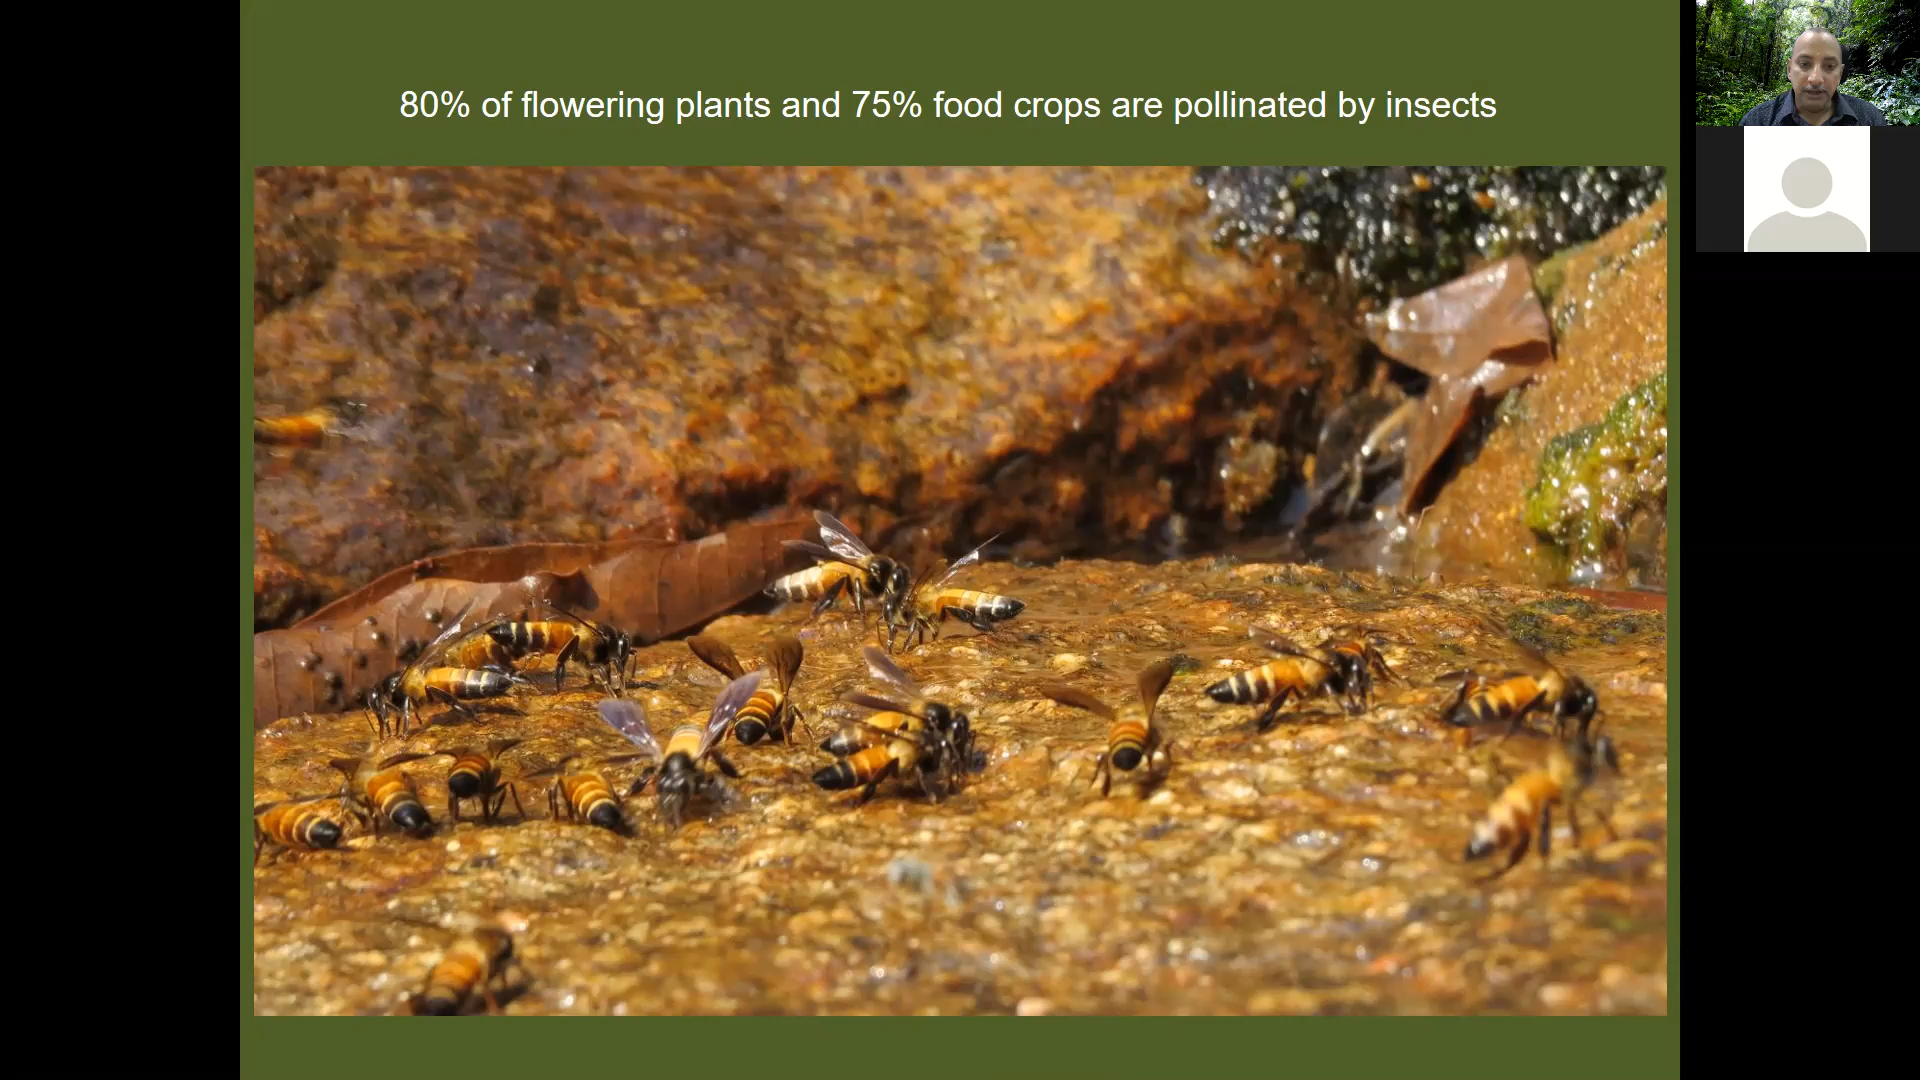 80% of flowering plants and 75% food crops are pollinated by insects